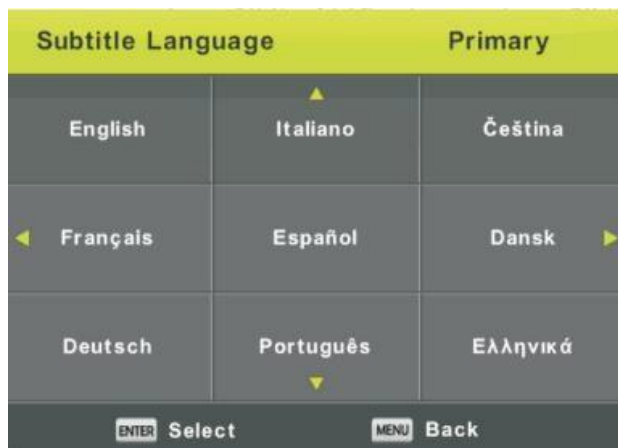 Subtitle Language Primary
English Italiano Čeština
Français Español Dansk
Deutsch Português Ελληνικά
ENTER Select MENU Back